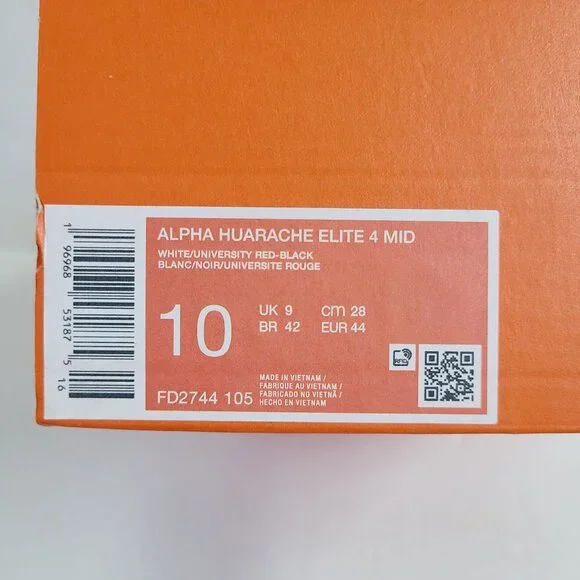 ALPHA HUARACHE ELITE 4 MID
WHITE/UNIVERSITY RED-BLACK
BLANC/NOIR/UNIVERSITE ROUGE
10
UK 9 cm 28
BR 42 EUR 44
RFID
MADE IN VIETNAM /
FABRIQUE AU VIETNAM /
FABRICADO NO VIETNÃ /
HECHO EN VIETNAM
FD2744 105
1 96968 53187 5
16